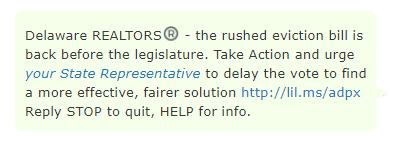 Delaware REALTORS® - the rushed eviction bill is
back before the legislature. Take Action and urge
your State Representative to delay the vote to find
a more effective, fairer solution http://lil.ms/adpx
Reply STOP to quit, HELP for info.